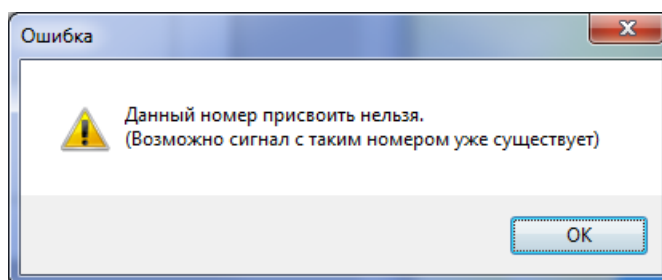 Ошибка
Данный номер присвоить нельзя.
(Возможно сигнал с таким номером уже существует)
OK